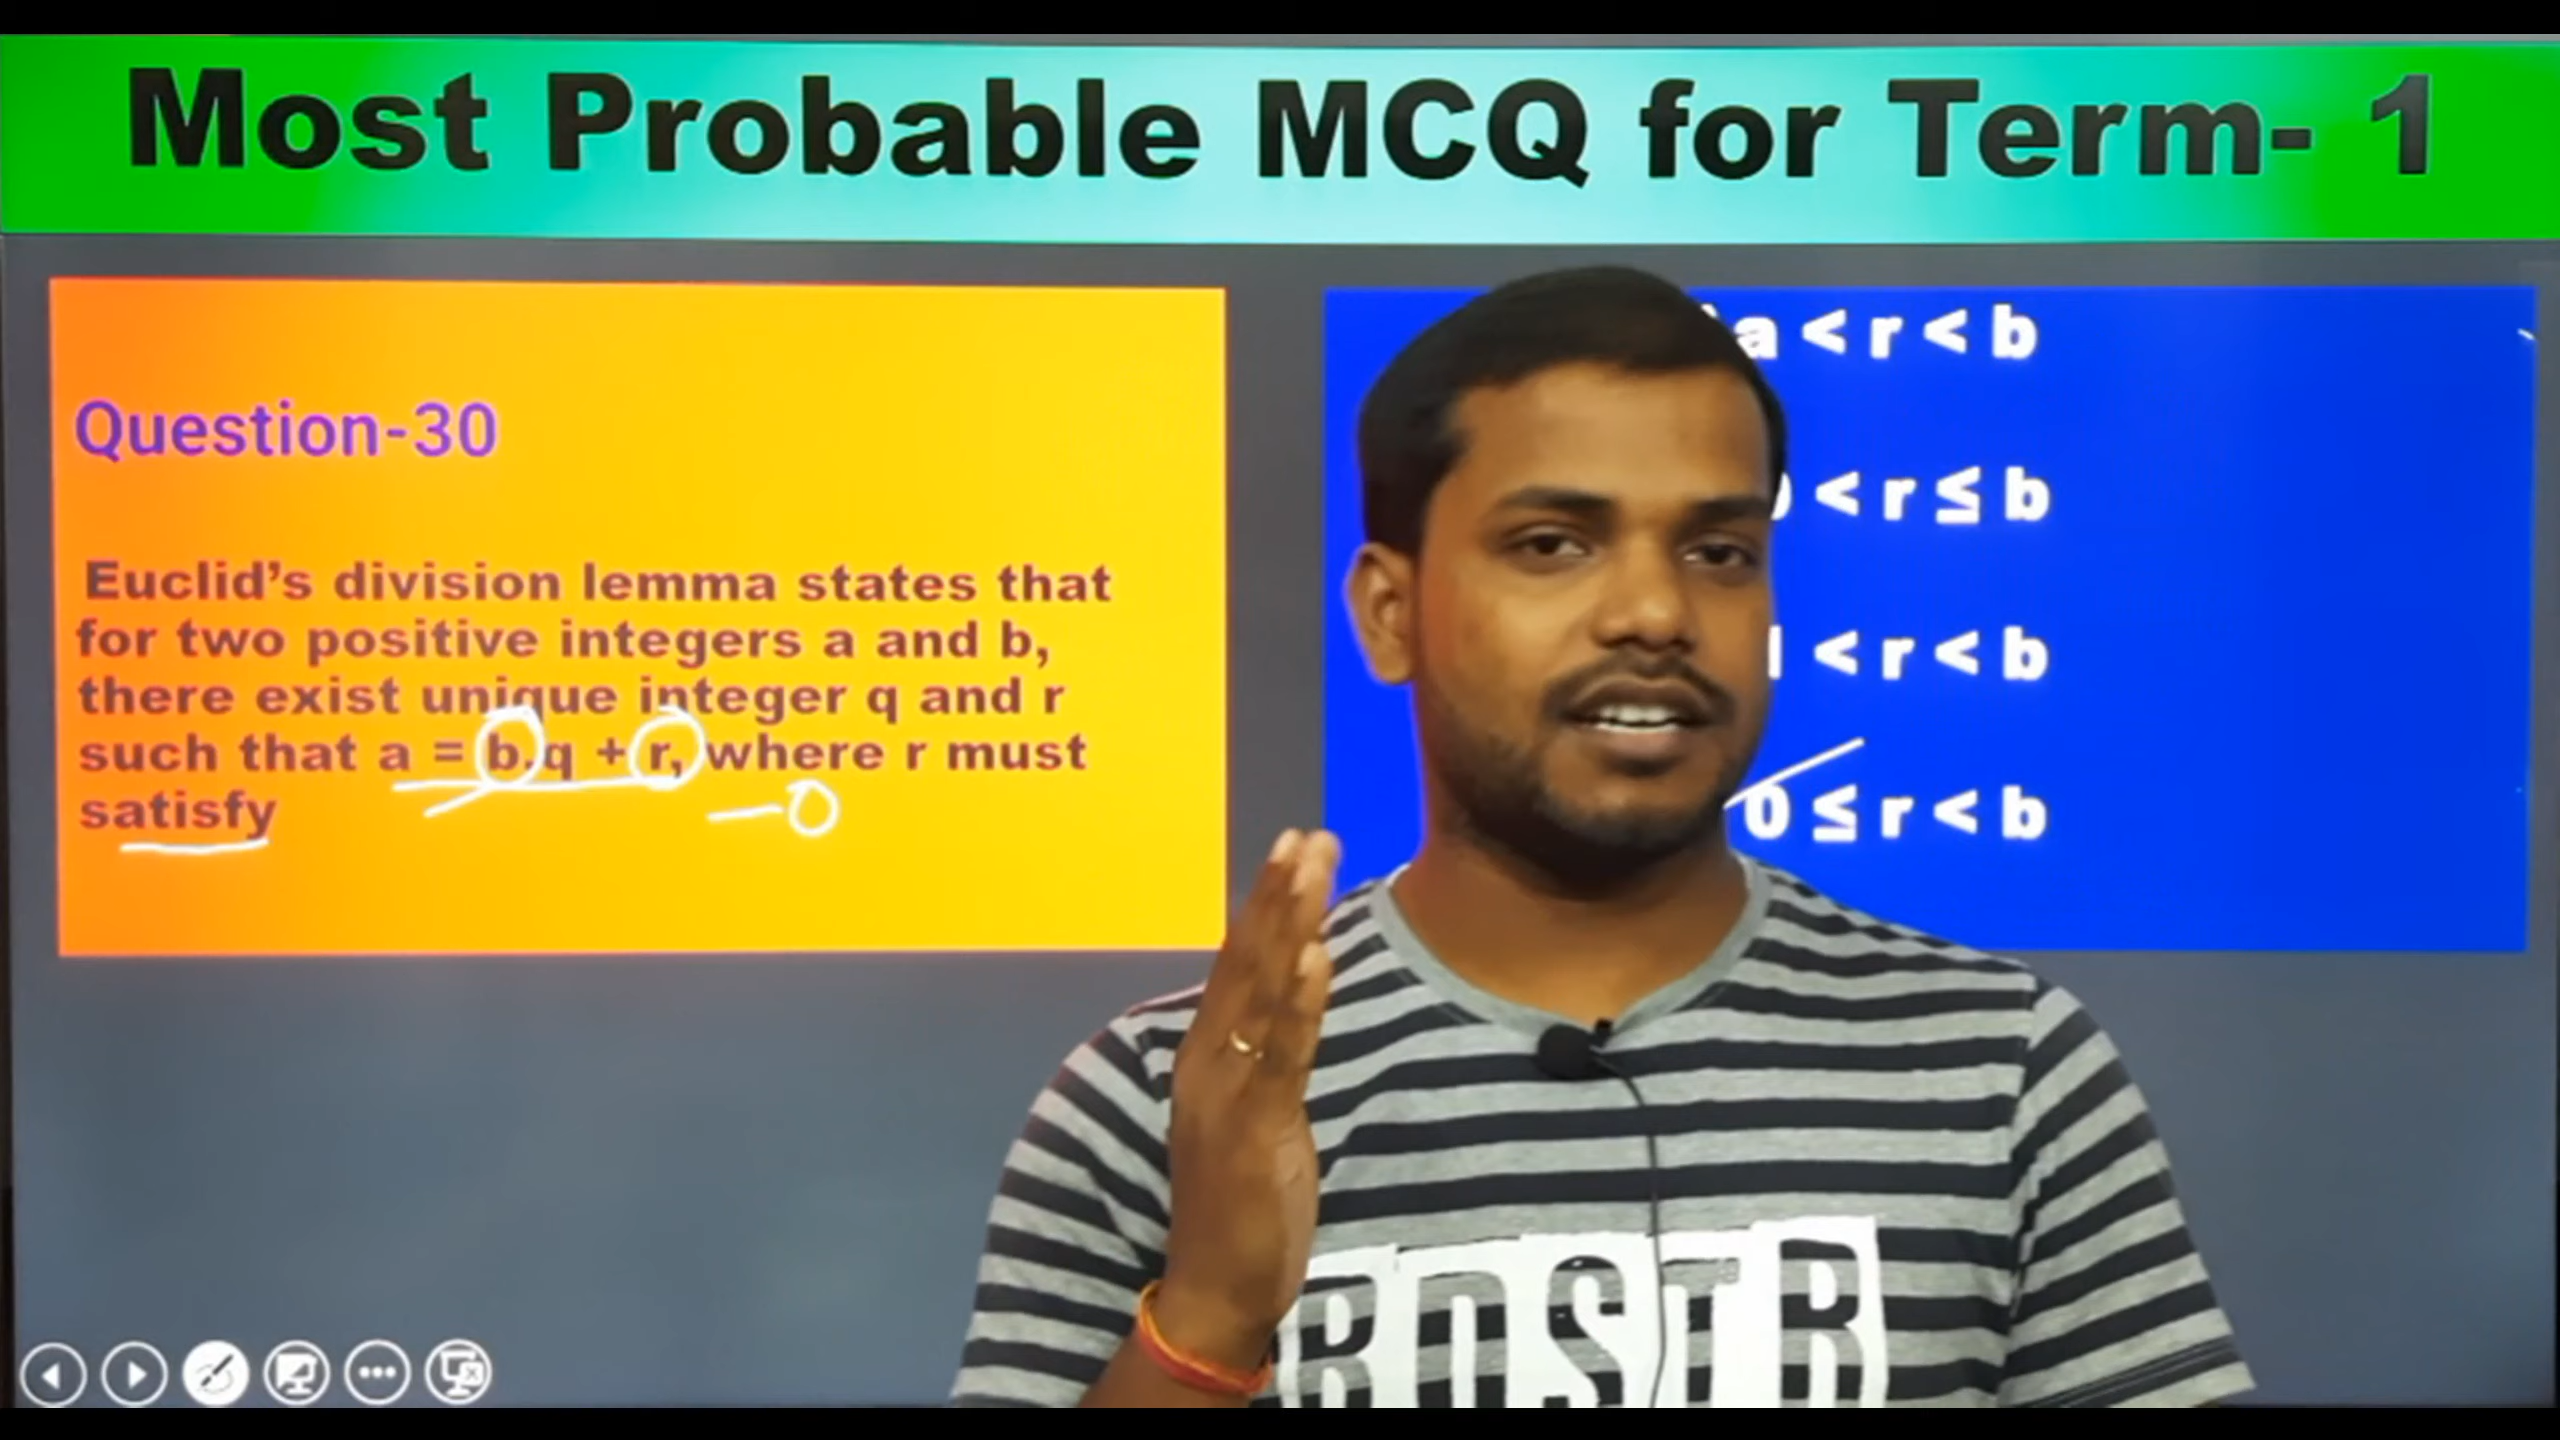 Most Probable MCQ for Term- 1
Question-30
Euclid’s division lemma states that
for two positive integers a and b,
there exist unique integer q and r
such that a = b.q + r, where r must
satisfy
—0
a < r < b
< r ≤ b
< r < b
0 ≤ r < b